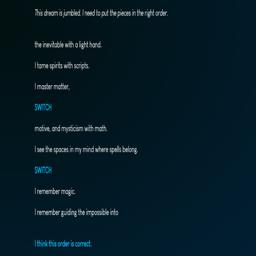 This dream is jumbled. I need to put the pieces in the right order.
the inevitable with a light hand.
I tame spirits with scripts.
I master matter,
SWITCH
motive, and mysticism with math.
I see the spaces in my mind where spells belong.
SWITCH
I remember magic.
I remember guiding the impossible into
I think this order is correct.